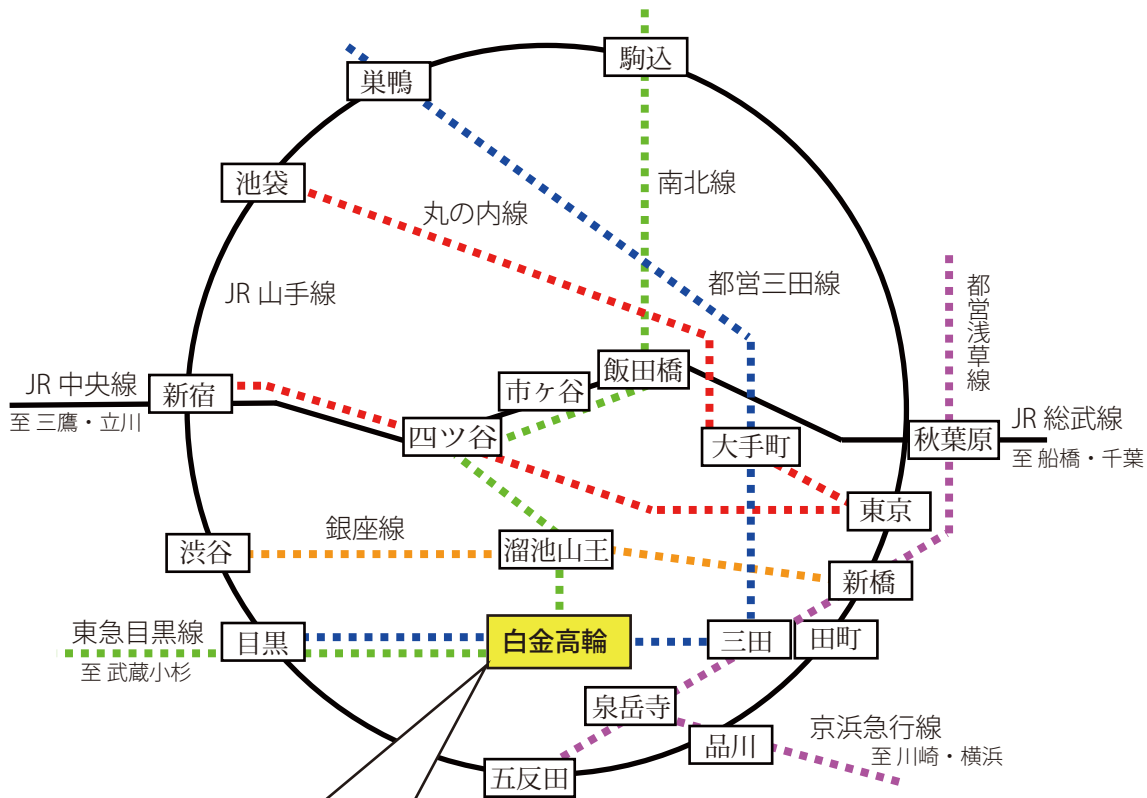 駒込
巣鴨
池袋
南北線
丸の内線
都営三田線
JR 山手線
都営浅草線
飯田橋
市ヶ谷
JR 中央線
至 三鷹・立川
新宿
四ツ谷
大手町
秋葉原
JR 総武線
至 船橋・千葉
東京
銀座線
渋谷
溜池山王
新橋
東急目黒線
至 武蔵小杉
目黒
白金高輪
三田
田町
泉岳寺
品川
京浜急行線
至 川崎・横浜
五反田